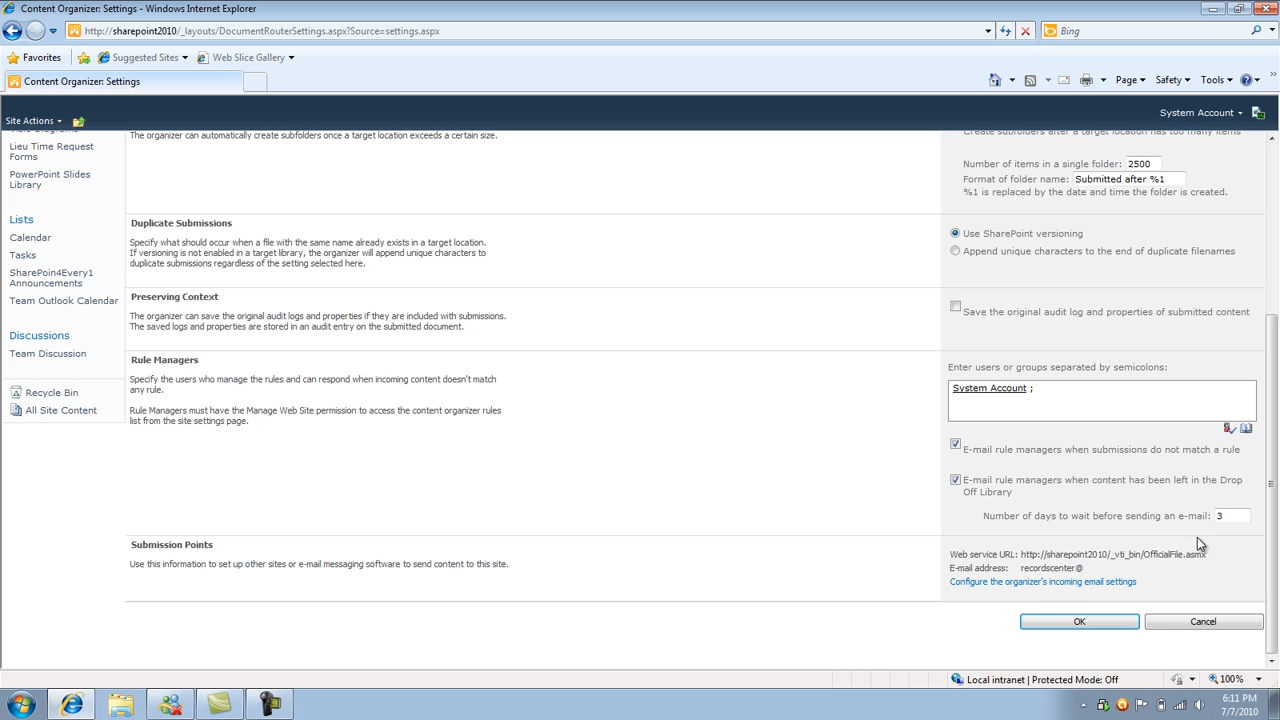 Content Organizer: Settings - Windows Internet Explorer
http://sharepoint2010/_layouts/DocumentRouterSettings.aspx?Source=settings.aspx
Bing
Favorites
Suggested Sites
Web Slice Gallery
Content Organizer: Settings
Page
Safety
Tools
Site Actions
System Account
Lieu Time Request
Forms
PowerPoint Slides
Library
Lists
Calendar
Tasks
SharePoin4Every1
Announcements
Team Outlook Calendar
Discussions
Team Discussion
Recycle Bin
All Site Content
The organizer can automatically create subfolders once a target location exceeds a certain size.
Create subfolders after a target location has too many items
Number of items in a single folder: 2500
Format of folder name: Submitted after %1
%1 is replaced by the date and time the folder is created.
Duplicate Submissions
Specify what should occur when a file with the same name already exists in a target location.
If versioning is not enabled in a target library, the organizer will append unique characters to
duplicate submissions regardless of the setting selected here.
Use SharePoint versioning
Append unique characters to the end of duplicate filenames
Preserving Context
The organizer can save the original audit logs and properties if they are included with submissions.
The saved logs and properties are stored in an audit entry on the submitted document.
Save the original audit log and properties of submitted content
Rule Managers
Specify the users who manage the rules and can respond when incoming content doesn't match
any rule.
Rule Managers must have the Manage Web Site permission to access the content organizer rules
list from the site settings page.
Enter users or groups separated by semicolons:
System Account ;
E-mail rule managers when submissions do not match a rule
E-mail rule managers when content has been left in the Drop
Off Library
Number of days to wait before sending an e-mail: 3
Submission Points
Use this information to set up other sites or e-mail messaging software to send content to this site.
Web service URL: http://sharepoint2010/_vti_bin/OfficialFile.asmx
E-mail address: recordscenter@
Configure the organizer's incoming email settings
OK
Cancel
Local intranet | Protected Mode: Off
100%
6:11 PM
7/7/2010